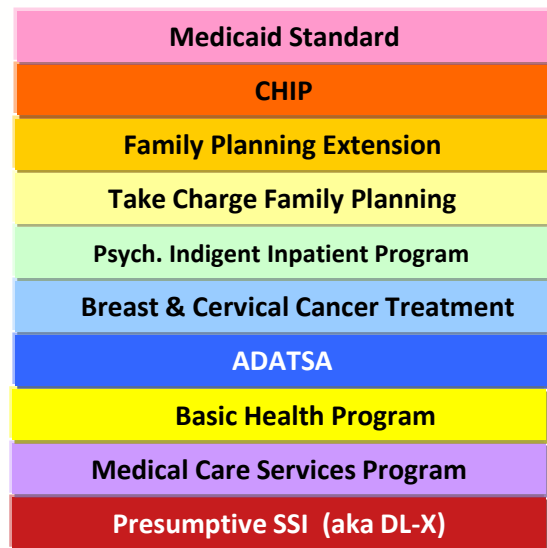 Medicaid Standard
CHIP
Family Planning Extension
Take Charge Family Planning
Psych. Indigent Inpatient Program
Breast & Cervical Cancer Treatment
ADATSA
Basic Health Program
Medical Care Services Program
Presumptive SSI (aka DL-X)